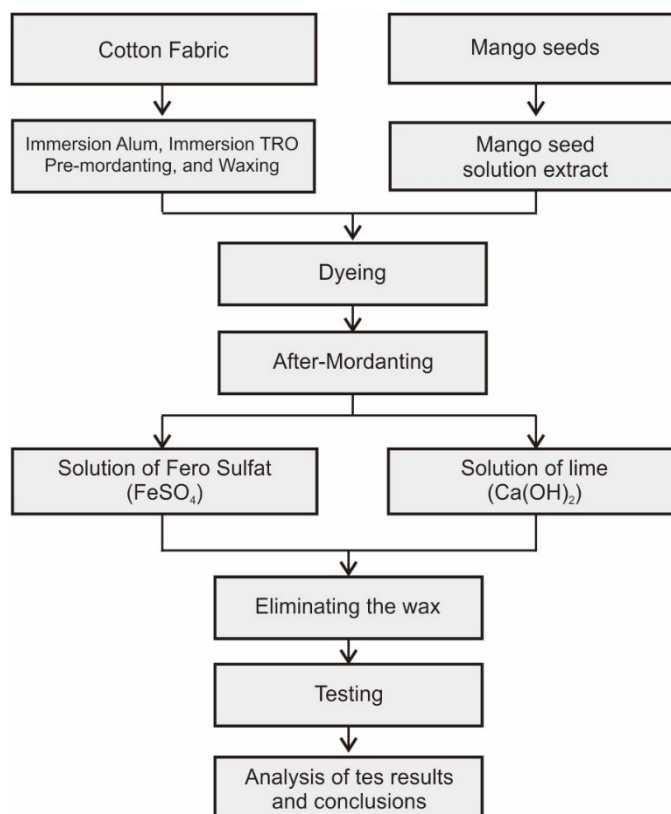 Cotton Fabric
Mango seeds
Immersion Alum, Immersion TRO
Pre-mordanting, and Waxing
Mango seed
solution extract
Dyeing
After-Mordanting
Solution of Fero Sulfat
(FeSO₄)
Solution of lime
(Ca(OH)₂)
Eliminating the wax
Testing
Analysis of tes results
and conclusions